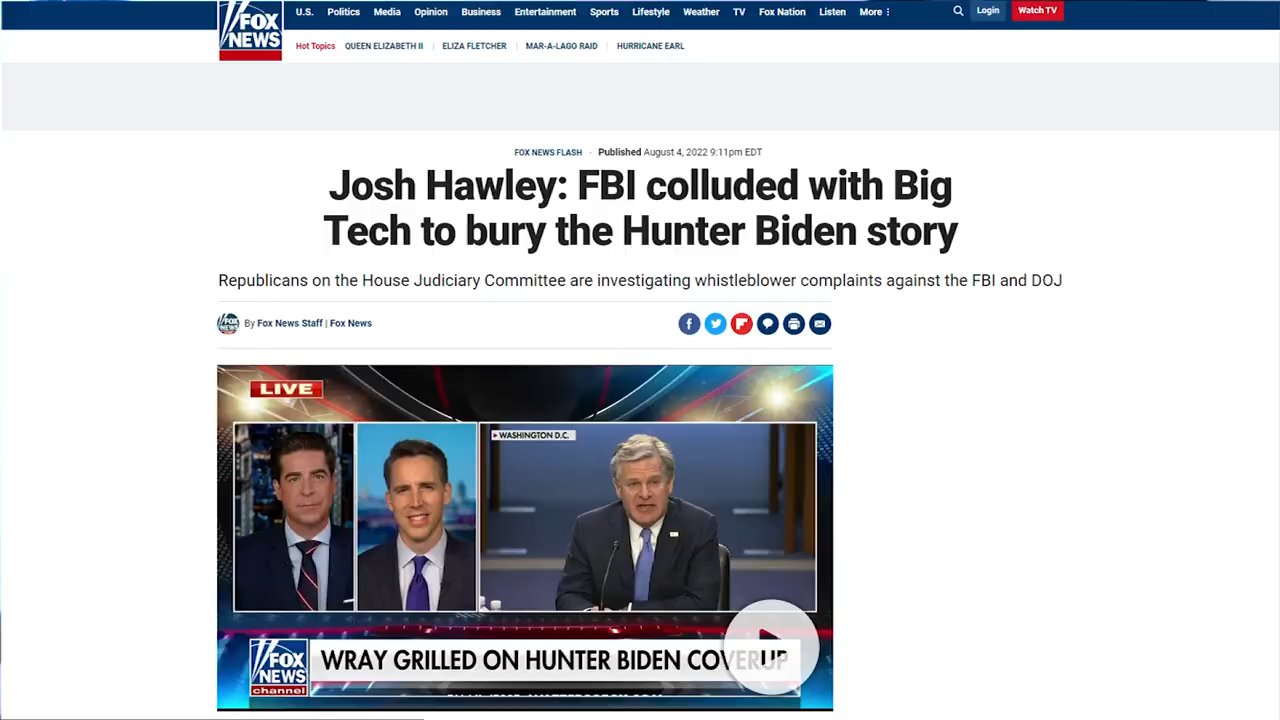 FOX
NEWS
U.S. Politics Media Opinion Business Entertainment Sports Lifestyle Weather TV Fox Nation Listen More Login Watch TV
Hot Topics QUEEN ELIZABETH II ELIZA FLETCHER MAR-A-LAGO RAID HURRICANE EARL
FOX NEWS FLASH · Published August 4, 2022 9:11pm EDT
Josh Hawley: FBI colluded with Big
Tech to bury the Hunter Biden story
Republicans on the House Judiciary Committee are investigating whistleblower complaints against the FBI and DOJ
FOX
NEWS
By Fox News Staff | Fox News
LIVE
WASHINGTON D.C.
FOX
NEWS
channel
WRAY GRILLED ON HUNTER BIDEN COVERUP